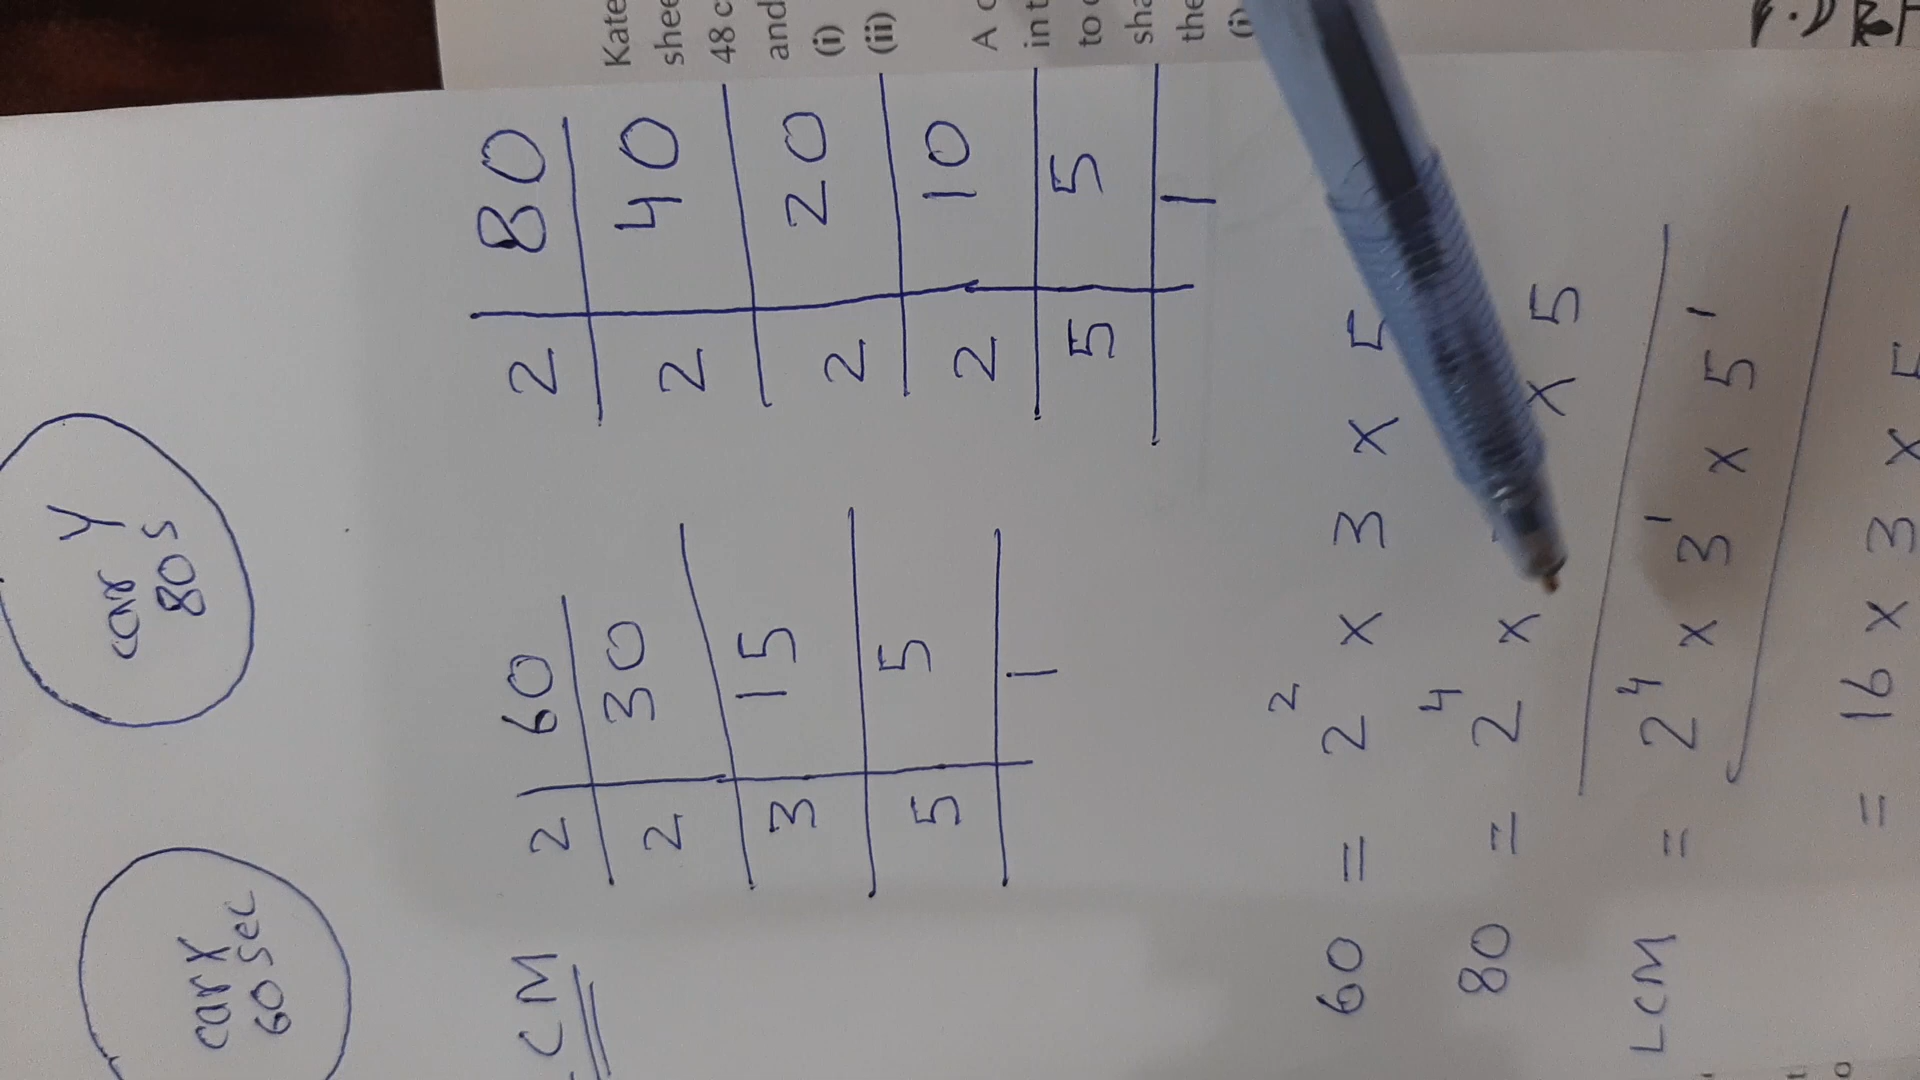 Kate
shee
48 c
and
(i)
(ii)
A c
in t
to c
sha
the
(i)
car X
60 sec
car Y
80 s
CM
2 60
2 30
3 15
5 5
1
2 80
2 40
2 20
2 10
5 5
1
60 = 2² x 3 x 5
80 = 2⁴ x x 5
LCM = 2⁴ x 3¹ x 5¹
= 16 x 3 x 5